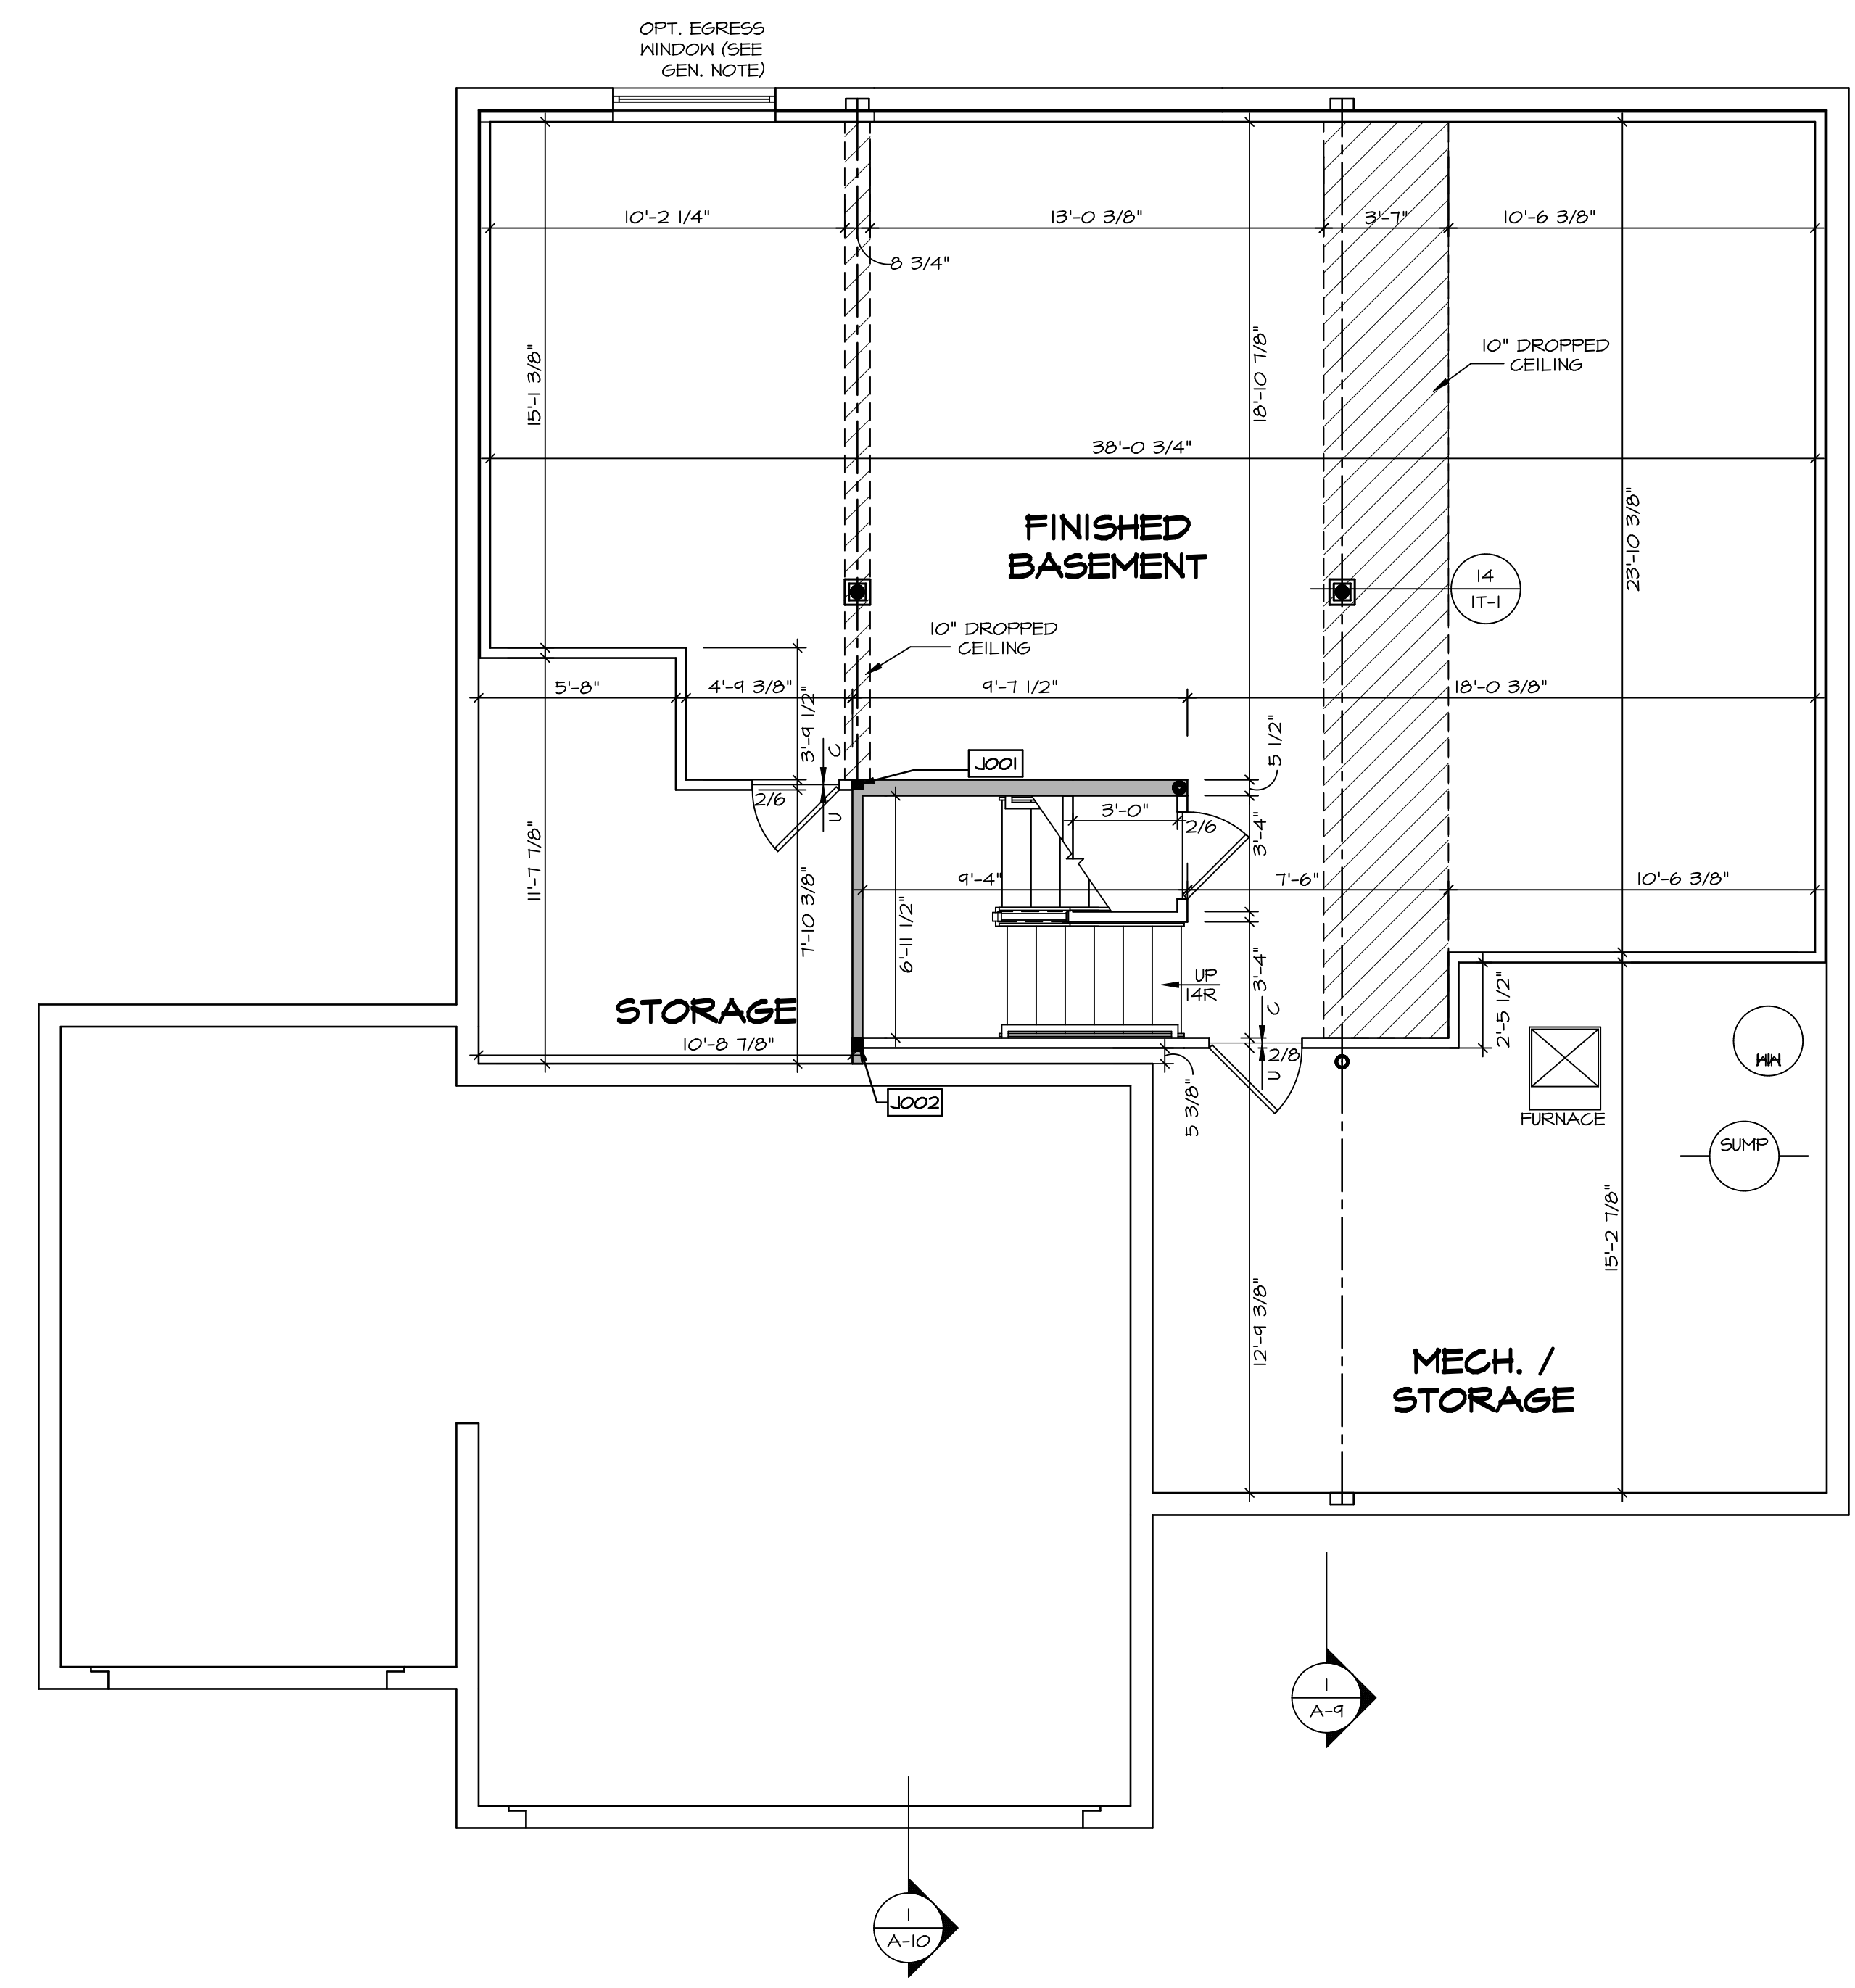 OPT. EGRESS
WINDOW (SEE
GEN. NOTE)
10'-2 1/4"
13'-0 3/8"
3'-7"
10'-6 3/8"
8 3/4"
15'-1 3/8"
18'-10 7/8"
10" DROPPED
CEILING
38'-0 3/4"
FINISHED
BASEMENT
23'-10 3/8"
14
1T-1
10" DROPPED
CEILING
5'-8"
4'-9 3/8"
9'-7 1/2"
18'-0 3/8"
3'-9 1/2"
C
U
5 1/2"
J001
2/6
3'-0"
2/6
3'-4"
11'-7 7/8"
7'-10 3/8"
9'-4"
7'-6"
10'-6 3/8"
6'-11 1/2"
UP
14R
3'-4"
C
U
2'-5 1/2"
STORAGE
10'-8 7/8"
2/8
J002
5 3/8"
FURNACE
SUMP
15'-2 7/8"
12'-9 3/8"
MECH. /
STORAGE
1
A-9
1
A-10